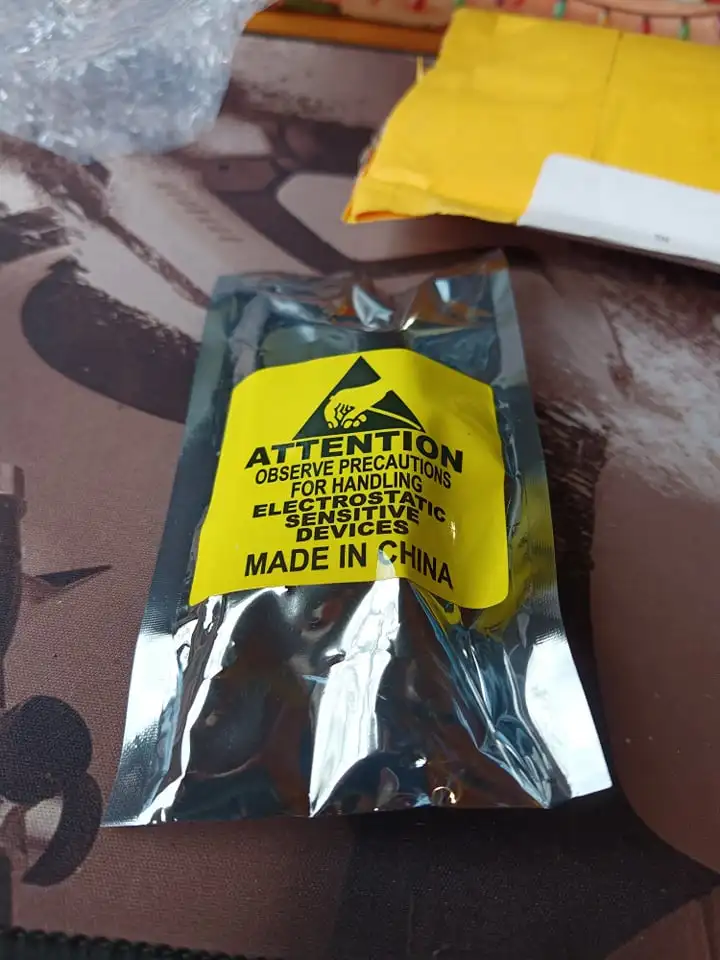 ATTENTION
OBSERVE PRECAUTIONS
FOR HANDLING
ELECTROSTATIC
SENSITIVE
DEVICES
MADE IN CHINA